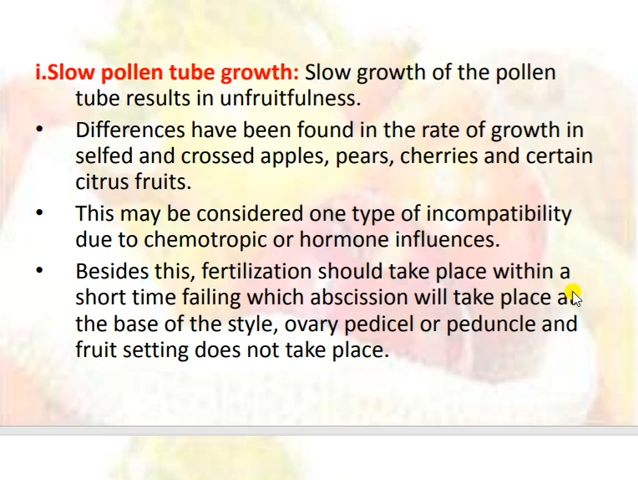 i.Slow pollen tube growth: Slow growth of the pollen
tube results in unfruitfulness.
• Differences have been found in the rate of growth in
selfed and crossed apples, pears, cherries and certain
citrus fruits.
• This may be considered one type of incompatibility
due to chemotropic or hormone influences.
• Besides this, fertilization should take place within a
short time failing which abscission will take place at
the base of the style, ovary pedicel or peduncle and
fruit setting does not take place.